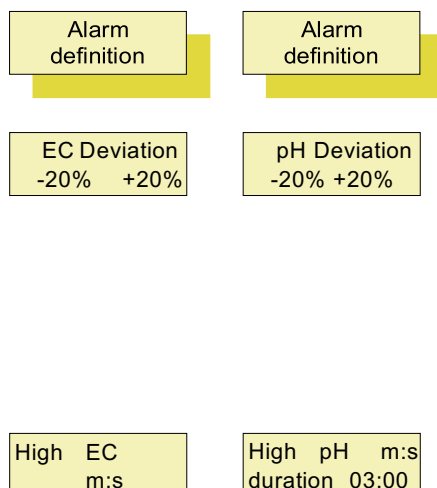 Alarm
definition
Alarm
definition
EC Deviation
-20% +20%
pH Deviation
-20% +20%
High EC
m:s
High pH m:s
duration 03:00